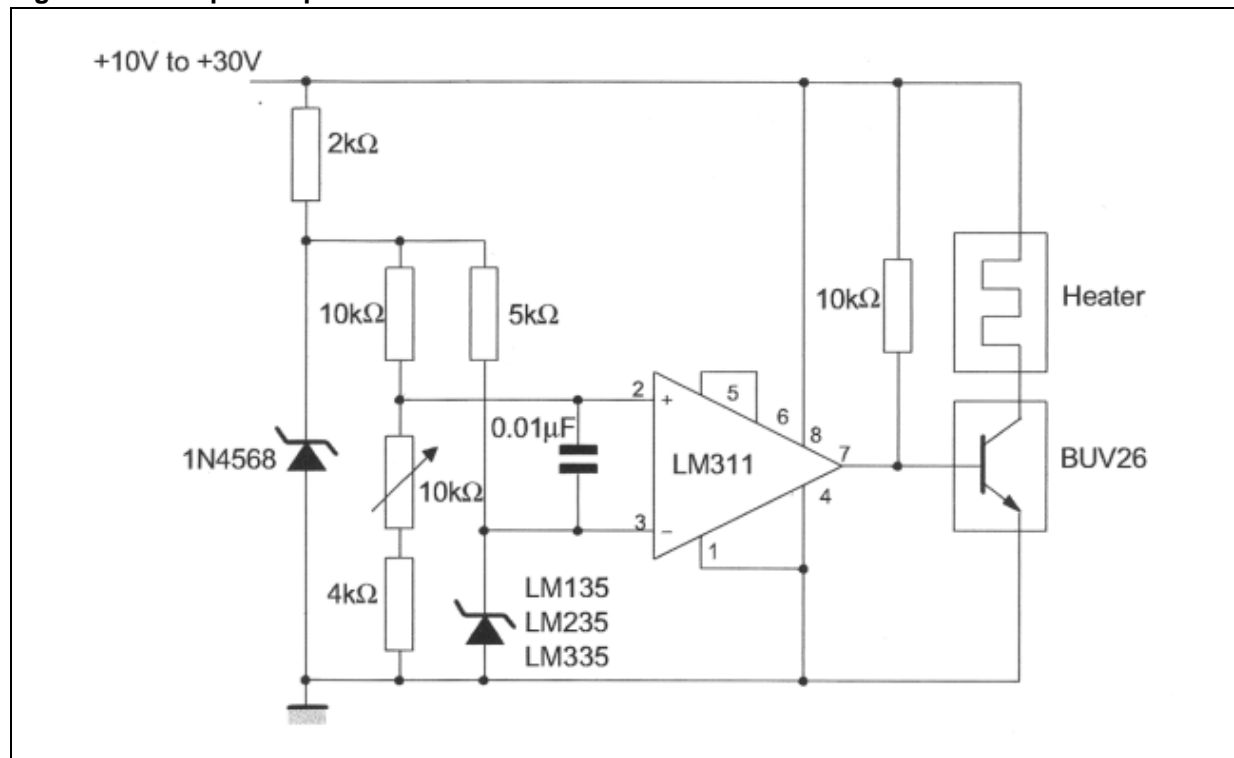 +10V to +30V
2kΩ
10kΩ
5kΩ
10kΩ
Heater
2
+
5
6
8
0.01μF
7
1N4568
LM311
BUV26
10kΩ
4
3
−
1
4kΩ
LM135
LM235
LM335